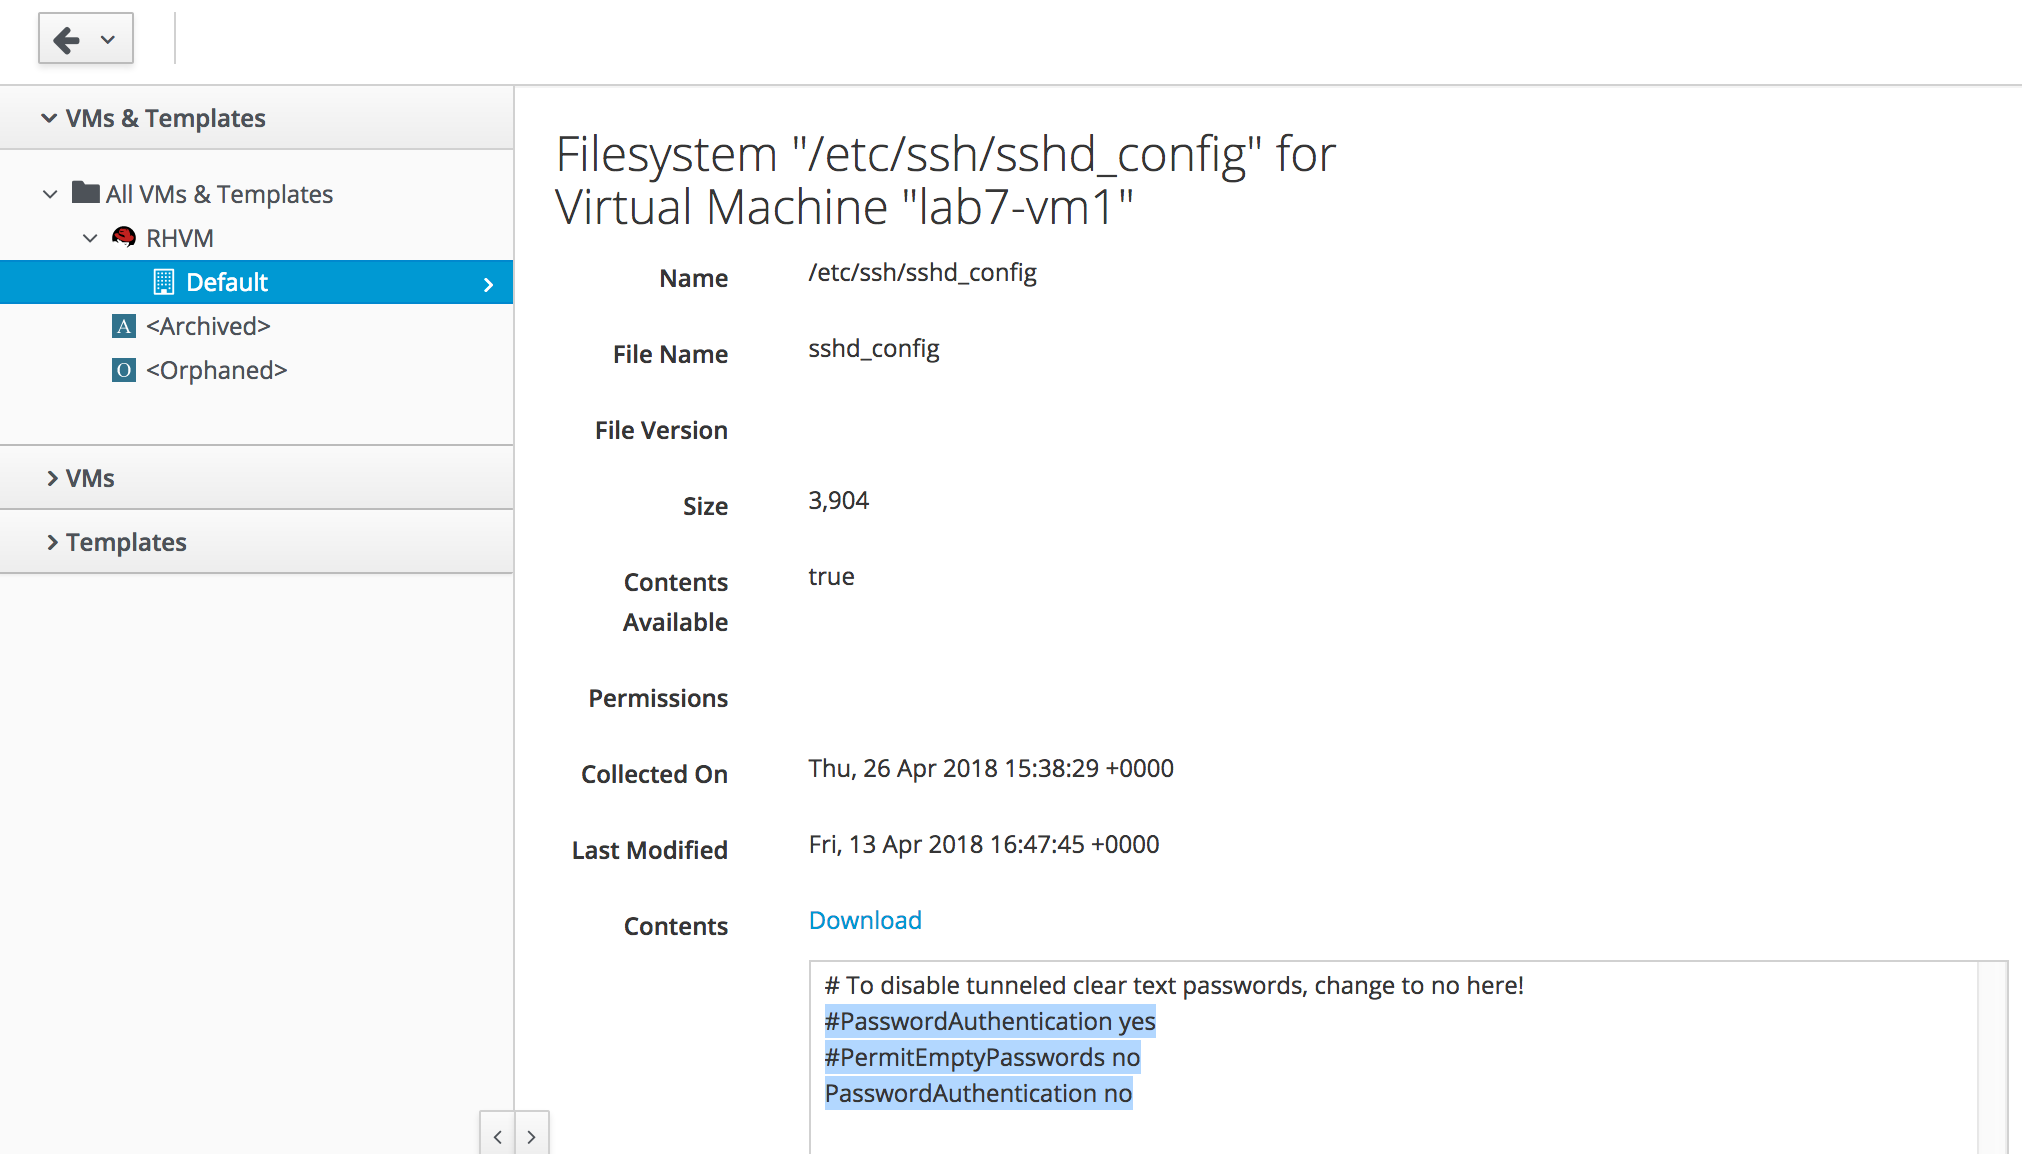 VMs & Templates
All VMs & Templates
RHVM
Default
A <Archived>
O <Orphaned>
VMs
Templates
Filesystem "/etc/ssh/sshd_config" for
Virtual Machine "lab7-vm1"
Name /etc/ssh/sshd_config
File Name sshd_config
File Version
Size 3,904
Contents true
Available
Permissions
Collected On Thu, 26 Apr 2018 15:38:29 +0000
Last Modified Fri, 13 Apr 2018 16:47:45 +0000
Contents Download
# To disable tunneled clear text passwords, change to no here!
#PasswordAuthentication yes
#PermitEmptyPasswords no
PasswordAuthentication no